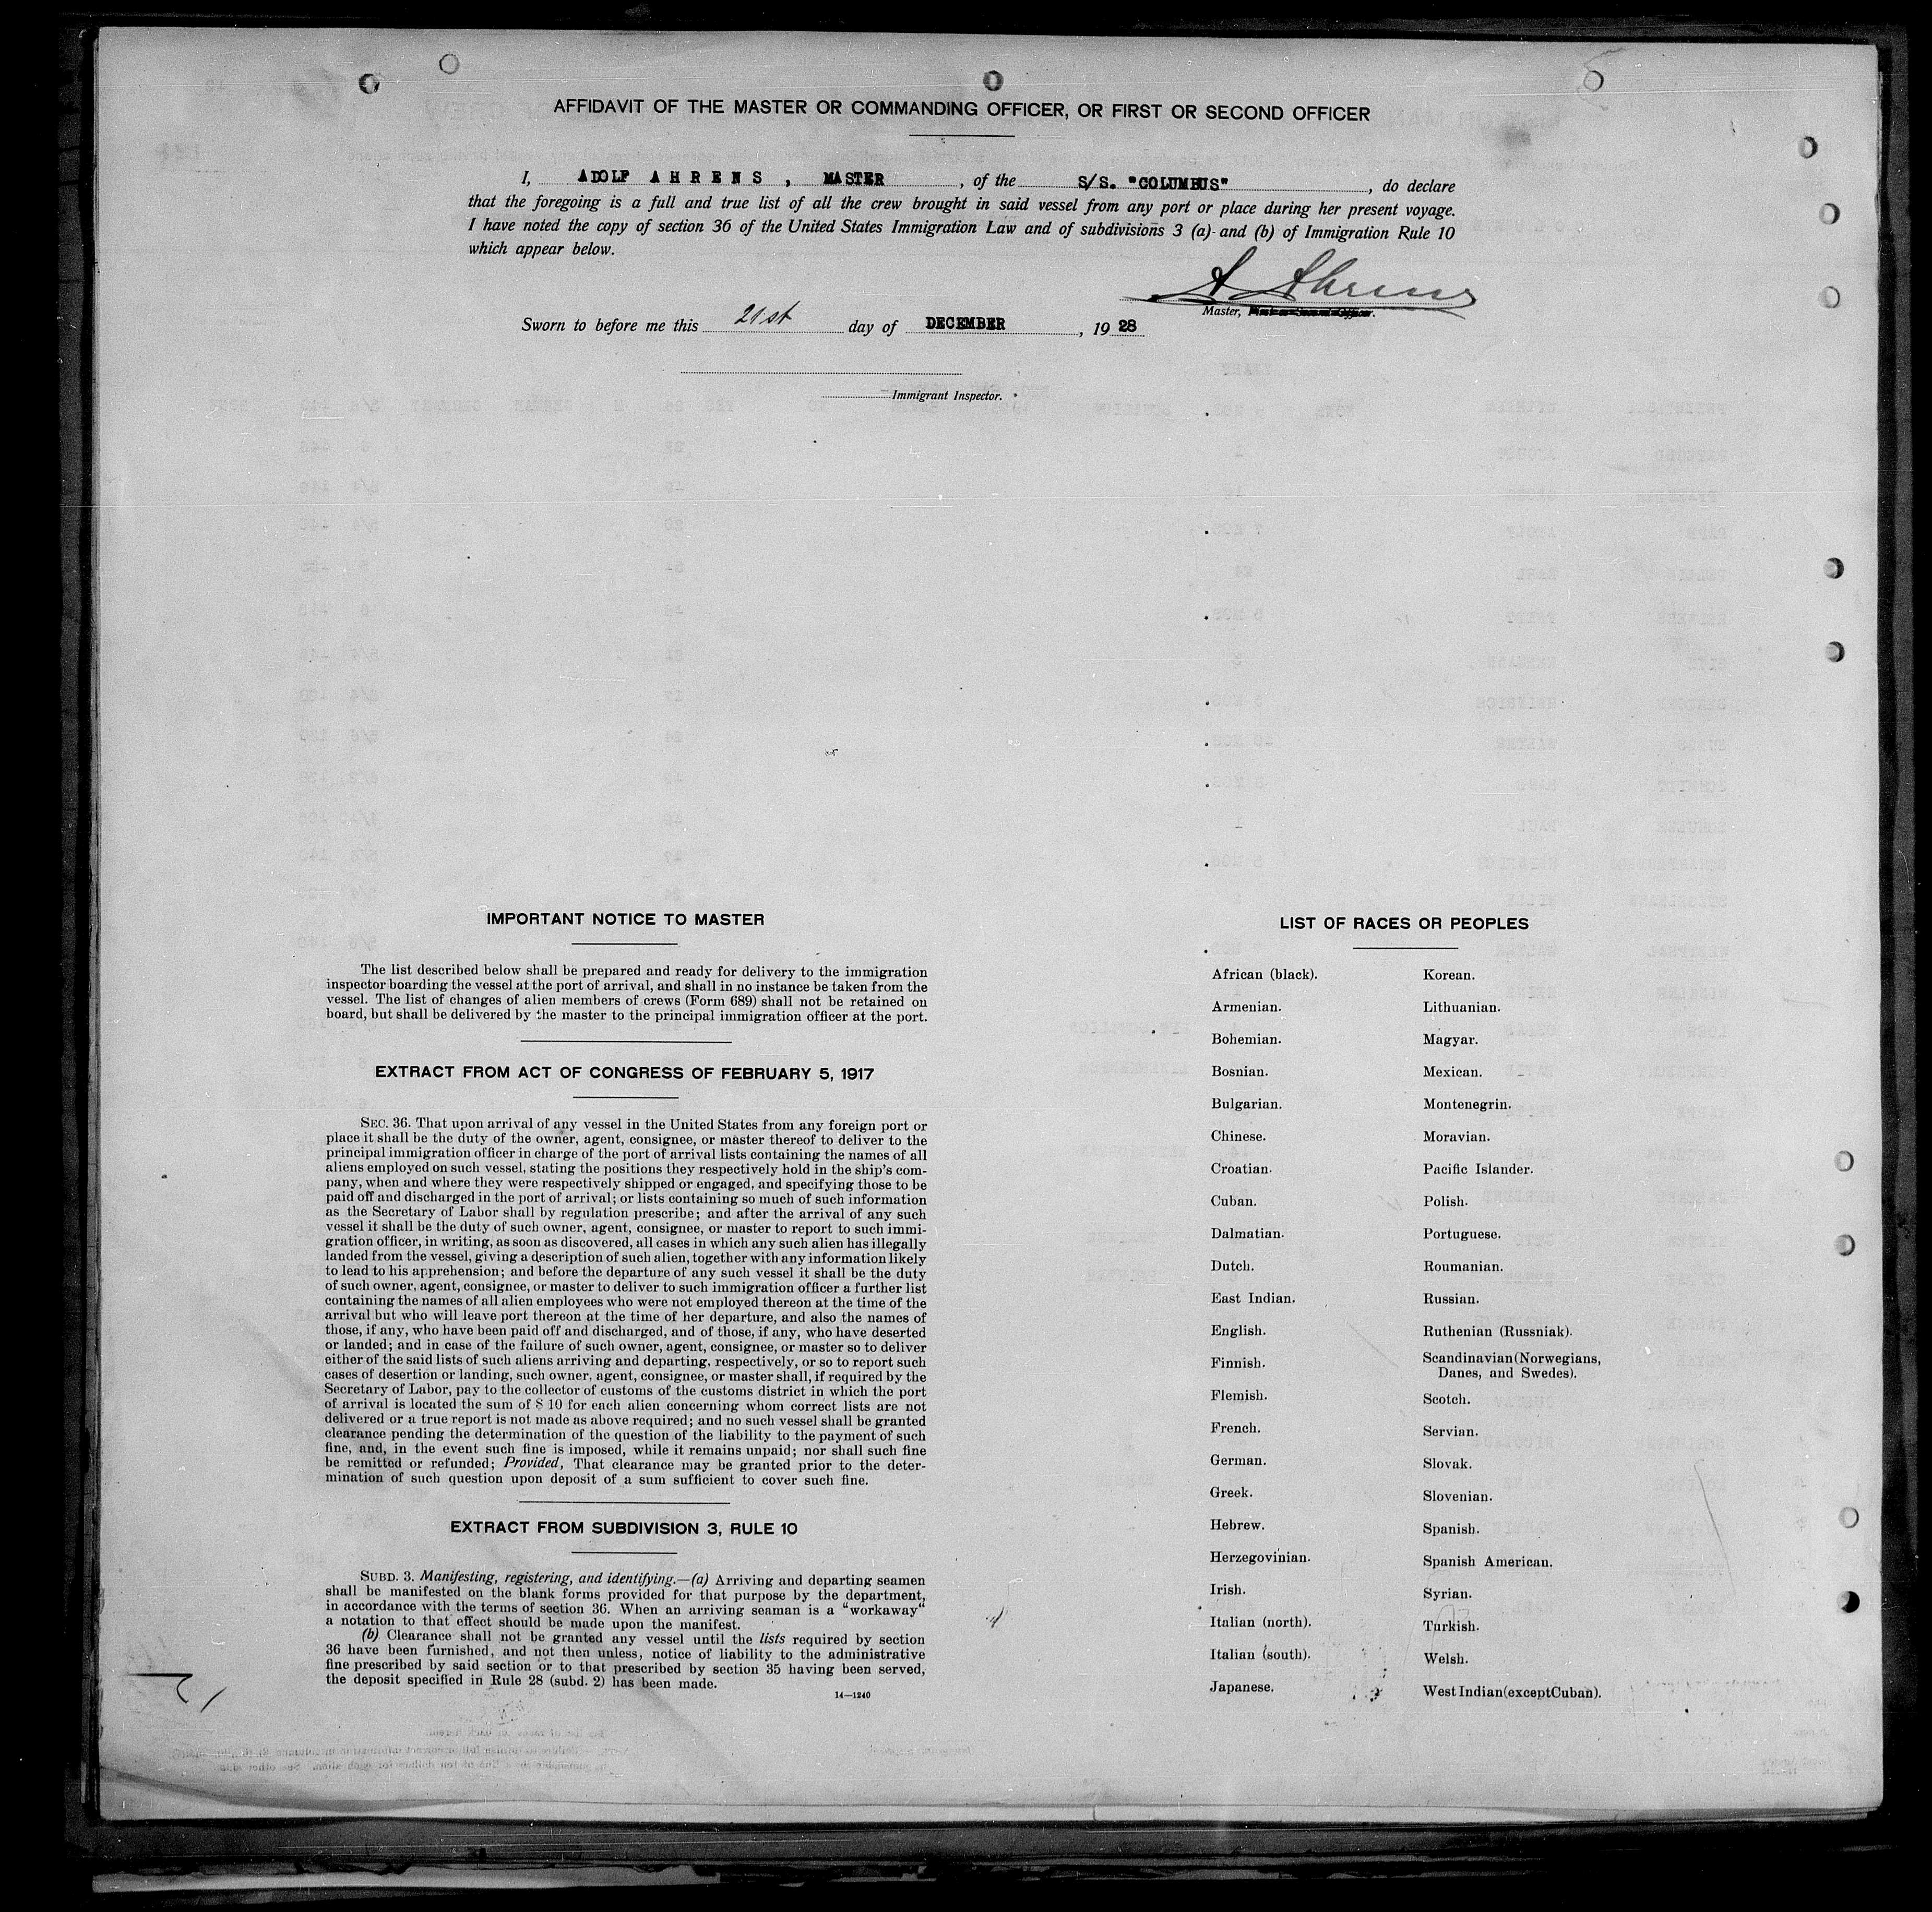 AFFIDAVIT OF THE MASTER OR COMMANDING OFFICER, OR FIRST OR SECOND OFFICER
I, ADOLF AHRENS, MASTER, of the S/S. "COLUMBUS", do declare
that the foregoing is a full and true list of all the crew brought in said vessel from any port or place during her present voyage.
I have noted the copy of section 36 of the United States Immigration Law and of subdivisions 3 (a) and (b) of Immigration Rule 10
which appear below.
A Ahrens
Master,
Sworn to before me this 21st day of DECEMBER, 1928
Immigrant Inspector.
IMPORTANT NOTICE TO MASTER
The list described below shall be prepared and ready for delivery to the immigration
inspector boarding the vessel at the port of arrival, and shall in no instance be taken from the
vessel. The list of changes of alien members of crews (Form 689) shall not be retained on
board, but shall be delivered by the master to the principal immigration officer at the port.
EXTRACT FROM ACT OF CONGRESS OF FEBRUARY 5, 1917
SEC. 36. That upon arrival of any vessel in the United States from any foreign port or
place it shall be the duty of the owner, agent, consignee, or master thereof to deliver to the
principal immigration officer in charge of the port of arrival lists containing the names of all
aliens employed on such vessel, stating the positions they respectively hold in the ship's com-
pany, when and where they were respectively shipped or engaged, and specifying those to be
paid off and discharged in the port of arrival; or lists containing so much of such information
as the Secretary of Labor shall by regulation prescribe; and after the arrival of any such
vessel it shall be the duty of such owner, agent, consignee, or master to report to such immi-
gration officer, in writing, as soon as discovered, all cases in which any such alien has illegally
landed from the vessel, giving a description of such alien, together with any information likely
to lead to his apprehension; and before the departure of any such vessel it shall be the duty
of such owner, agent, consignee, or master to deliver to such immigration officer a further list
containing the names of all alien employees who were not employed thereon at the time of the
arrival but who will leave port thereon at the time of her departure, and also the names of
those, if any, who have been paid off and discharged, and of those, if any, who have deserted
or landed; and in case of the failure of such owner, agent, consignee, or master so to deliver
either of the said lists of such aliens arriving and departing, respectively, or so to report such
cases of desertion or landing, such owner, agent, consignee, or master shall, if required by the
Secretary of Labor, pay to the collector of customs of the customs district in which the port
of arrival is located the sum of $ 10 for each alien concerning whom correct lists are not
delivered or a true report is not made as above required; and no such vessel shall be granted
clearance pending the determination of the question of the liability to the payment of such
fine, and, in the event such fine is imposed, while it remains unpaid; nor shall such fine
be remitted or refunded; Provided, That clearance may be granted prior to the deter-
mination of such question upon deposit of a sum sufficient to cover such fine.
EXTRACT FROM SUBDIVISION 3, RULE 10
SUBD. 3. Manifesting, registering, and identifying.—(a) Arriving and departing seamen
shall be manifested on the blank forms provided for that purpose by the department,
in accordance with the terms of section 36. When an arriving seaman is a “workaway“
a notation to that effect should be made upon the manifest.
(b) Clearance shall not be granted any vessel until the lists required by section
36 have been furnished, and not then unless, notice of liability to the administrative
fine prescribed by said section or to that prescribed by section 35 having been served,
the deposit specified in Rule 28 (subd. 2) has been made.
14—1240
LIST OF RACES OR PEOPLES
African (black).
Armenian.
Bohemian.
Bosnian.
Bulgarian.
Chinese.
Croatian.
Cuban.
Dalmatian.
Dutch.
East Indian.
English.
Finnish.
Flemish.
French.
German.
Greek.
Hebrew.
Herzegovinian.
Irish.
Italian (north).
Italian (south).
Japanese.
Korean.
Lithuanian.
Magyar.
Mexican.
Montenegrin.
Moravian.
Pacific Islander.
Polish.
Portuguese.
Roumanian.
Russian.
Ruthenian (Russniak).
Scandinavian (Norwegians,
Danes, and Swedes).
Scotch.
Servian.
Slovak.
Slovenian.
Spanish.
Spanish American.
Syrian.
Turkish.
Welsh.
West Indian (except Cuban).